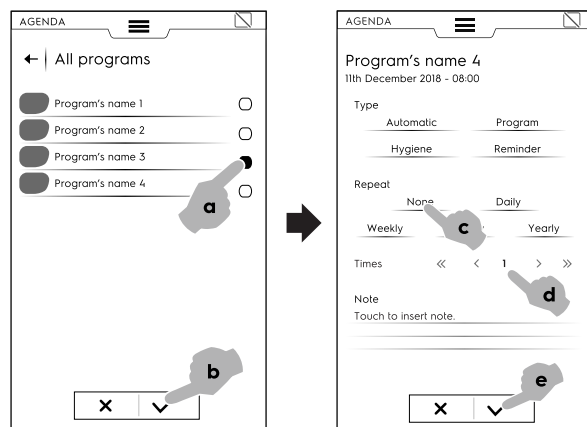 AGENDA
All programs
Program's name 1
Program's name 2
Program's name 3
Program's name 4
a
b
AGENDA
Program's name 4
11th December 2018 - 08:00
Type
Automatic Program
Hygiene Reminder
Repeat
None Daily
Weekly Yearly
c
Times << < 1 > >>
d
Note
Touch to insert note.
e